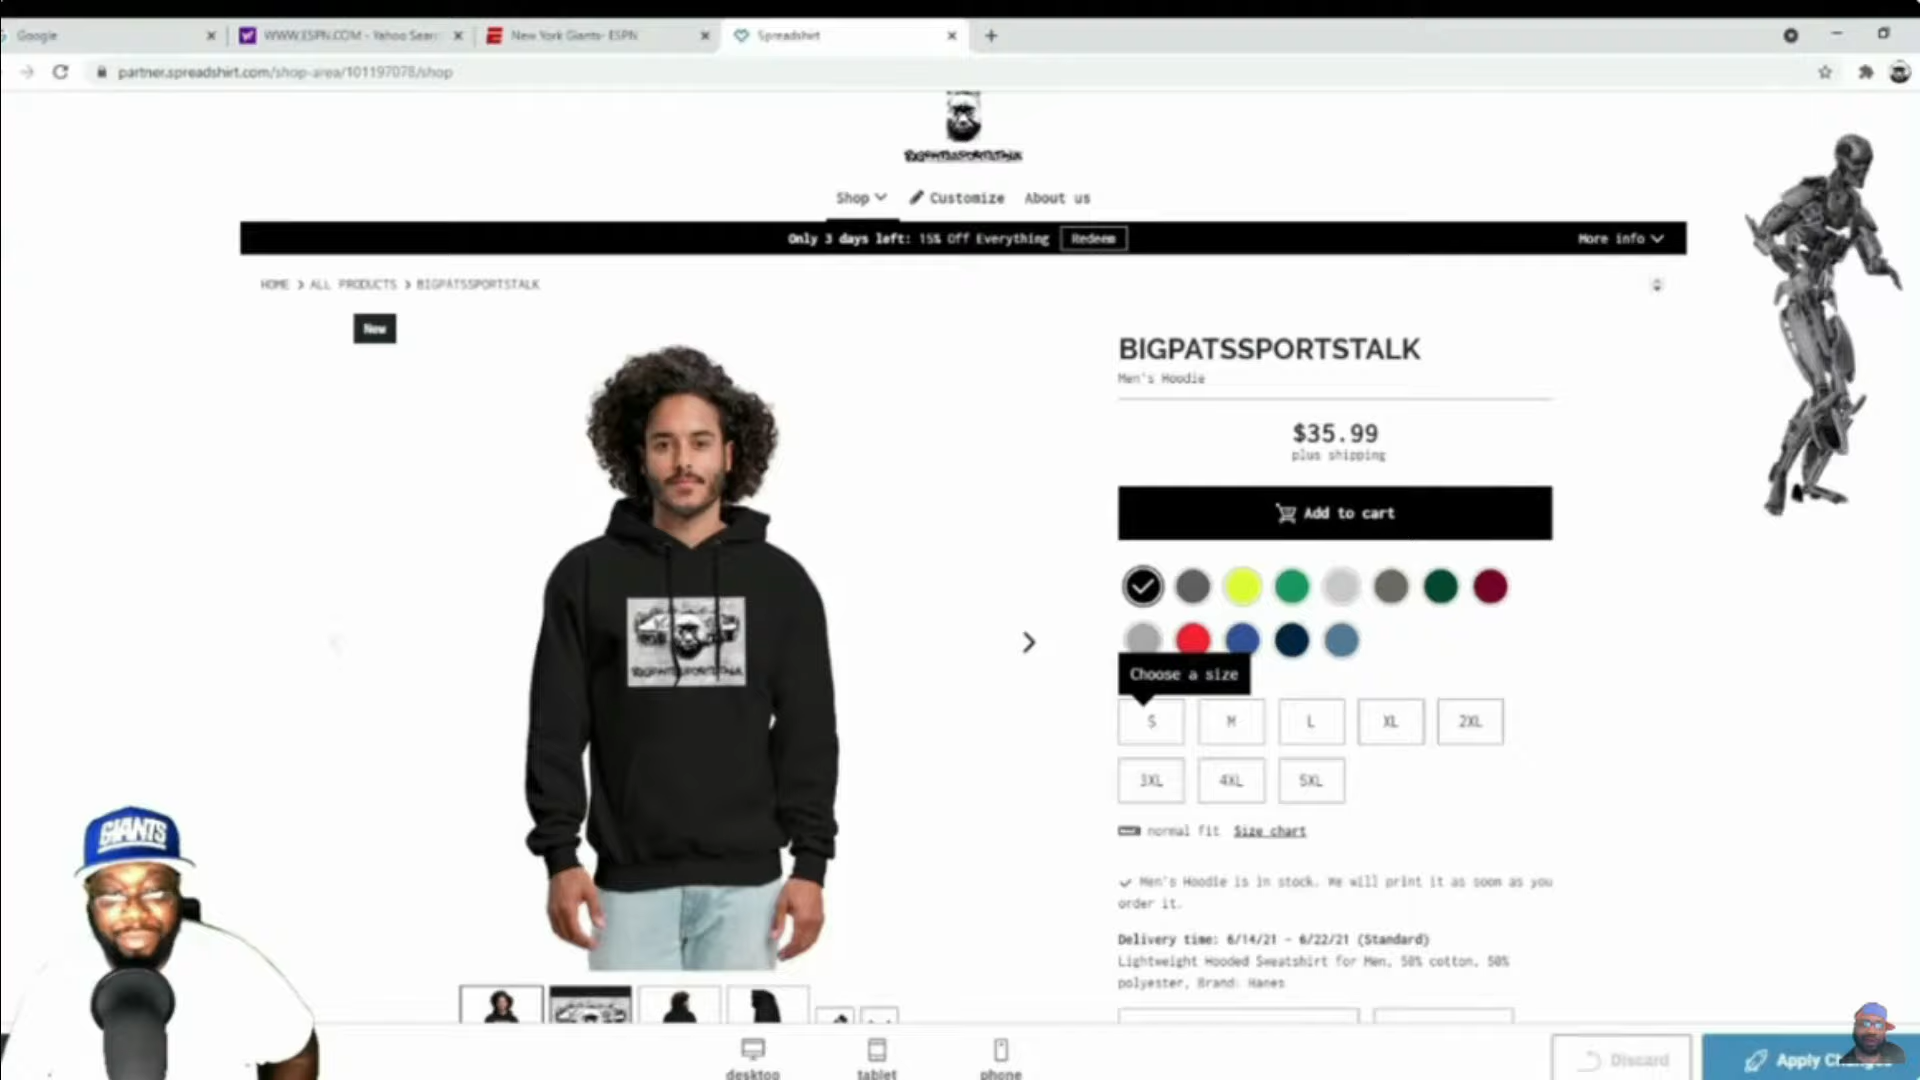 Google
WWW.ESPN.COM - Yahoo Sear
New York Giants- ESPN
Spreadshirt
partner.spreadshirt.com/shop-area/101197078/shop
BIGPATSSPORTSTALK
Shop
Customize
About us
Only 3 days left: 15% Off Everything
Redeem
More info
HOME > ALL PRODUCTS > BIGPATSSPORTSTALK
New
BIGPATSSPORTSTALK
Men's Hoodie
$35.99
plus shipping
Add to cart
Choose a size
S M L XL 2XL
3XL 4XL 5XL
normal fit Size chart
Men's Hoodie is in stock. We will print it as soon as you
order it.
Delivery time: 6/14/21 - 6/22/21 (Standard)
Lightweight Hooded Sweatshirt for Men, 50% cotton, 50%
polyester, Brand: Hanes
GIANTS
desktop
tablet
phone
Discard
Apply